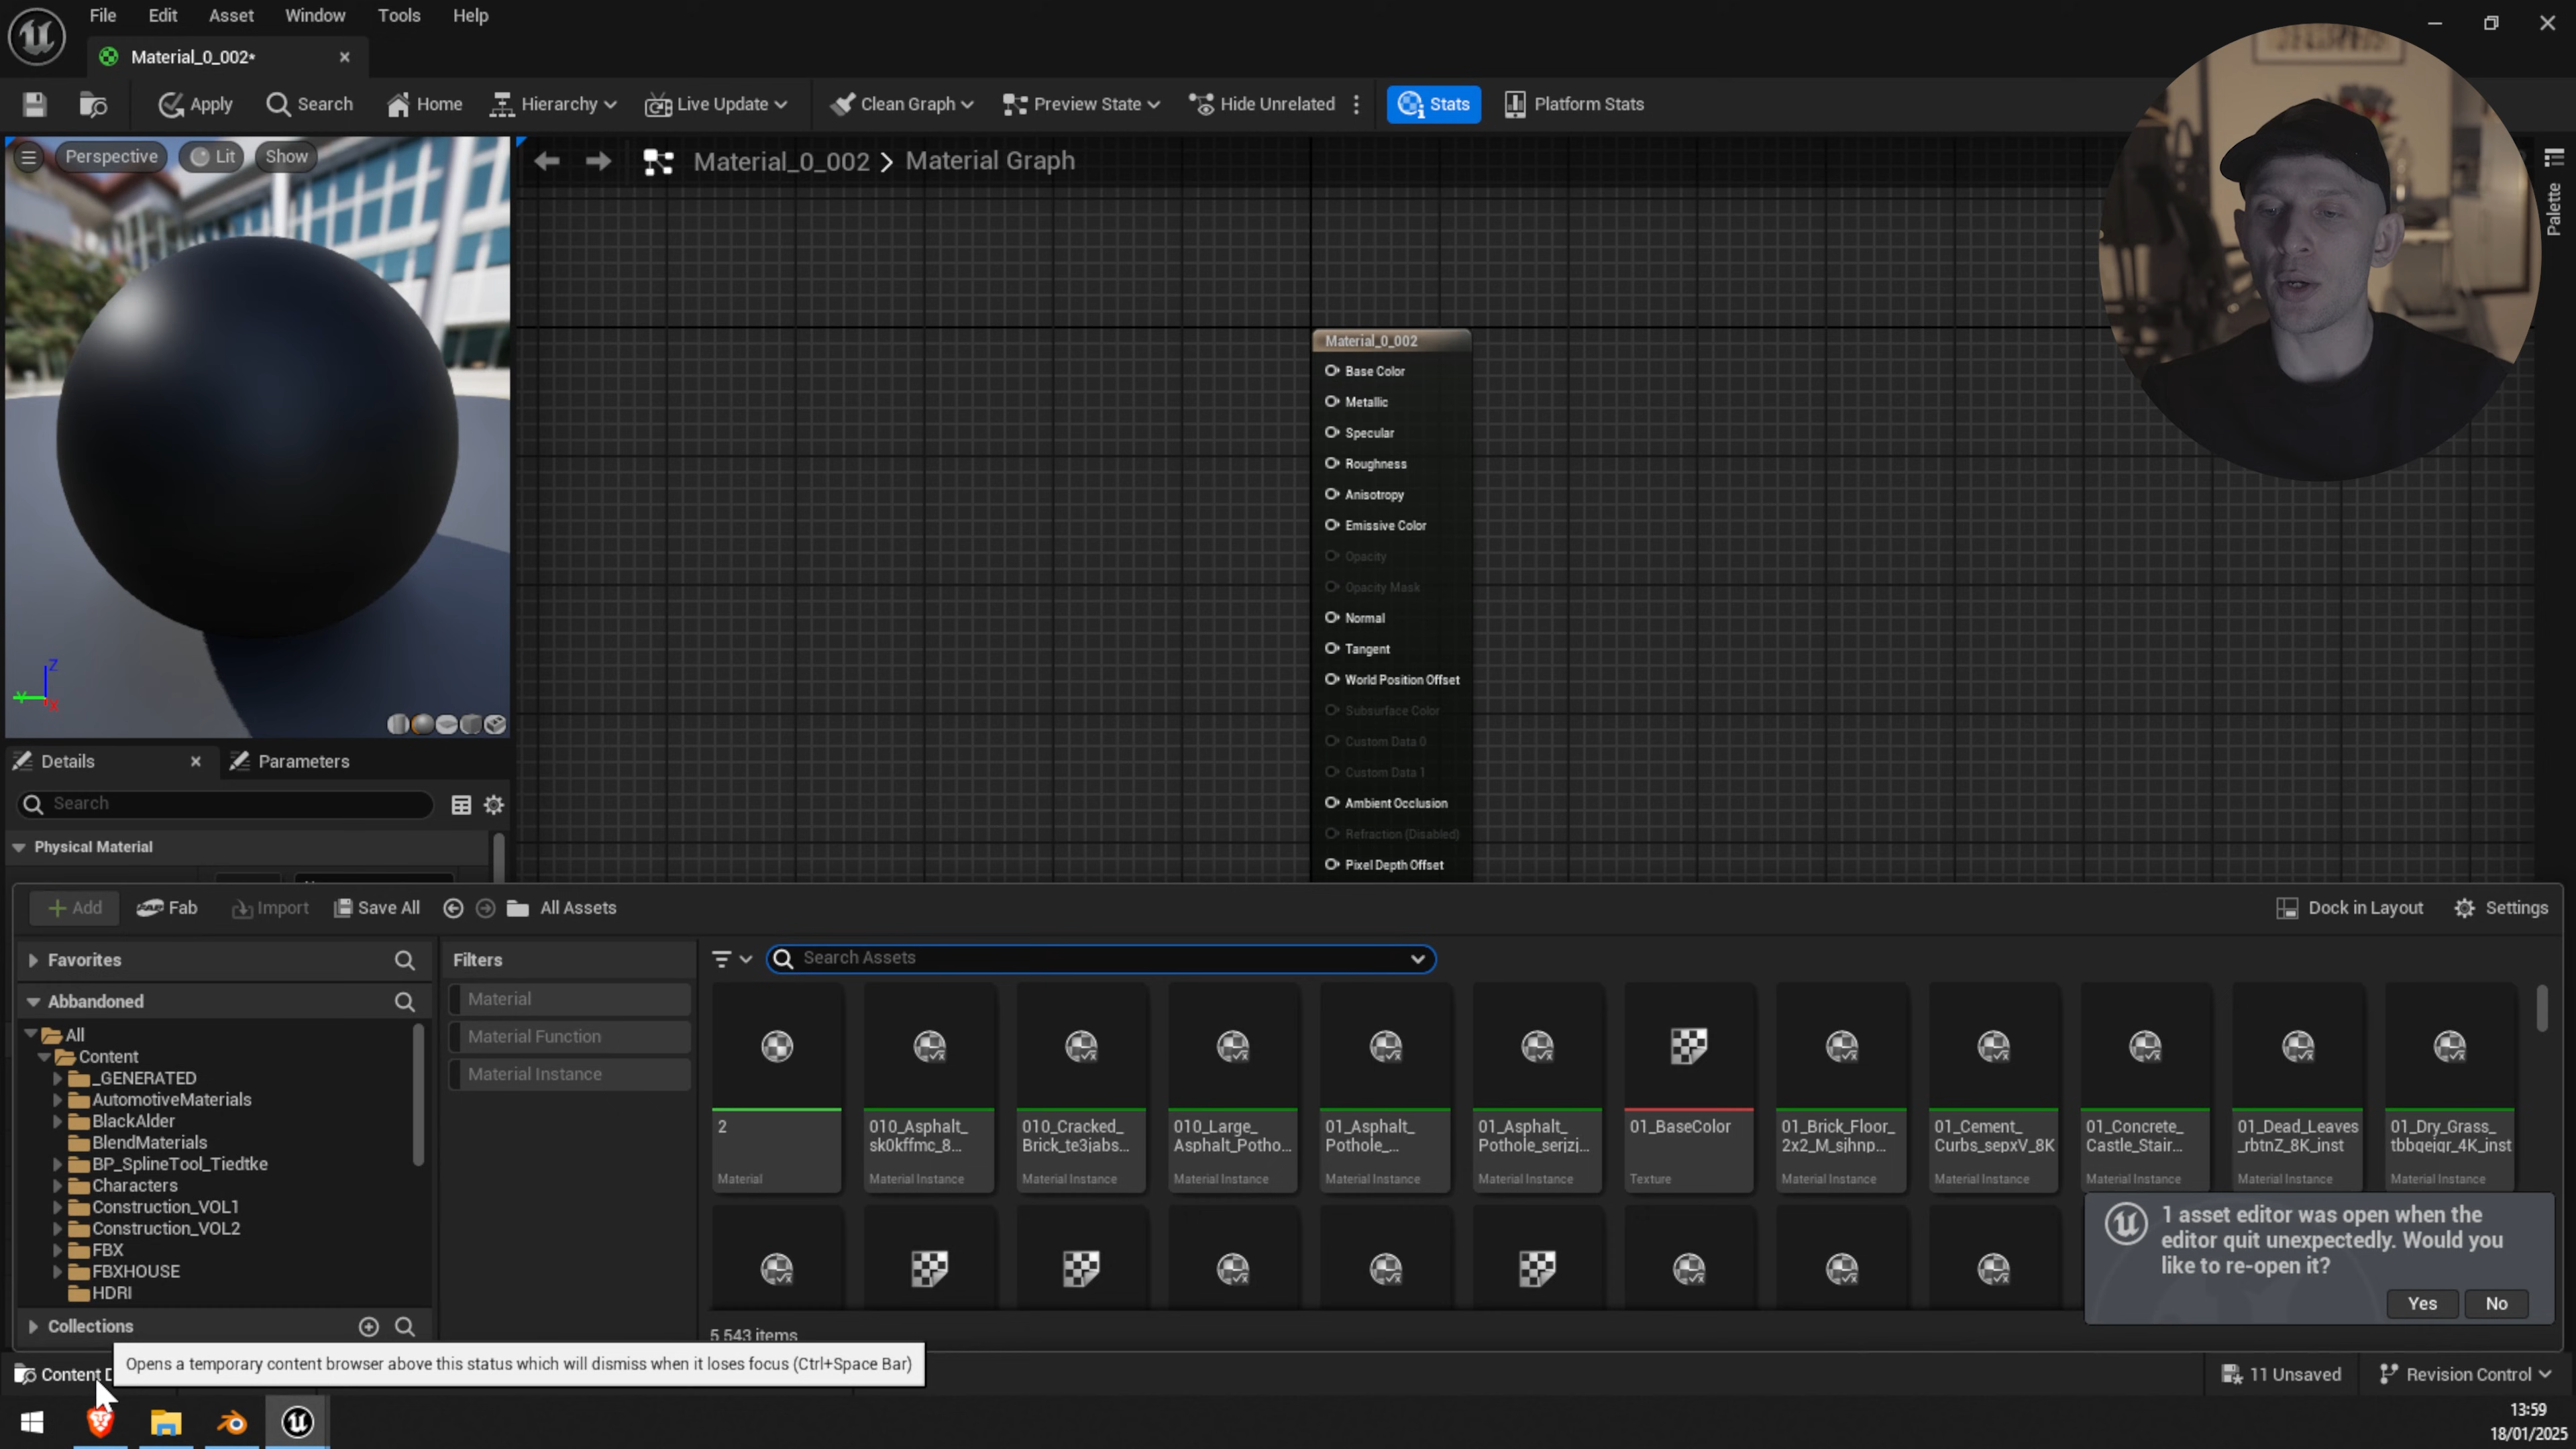 File Edit Asset Window Tools Help
Material_0_002*
Apply Search Home Hierarchy Live Update Clean Graph Preview State Hide Unrelated Stats Platform Stats
Perspective Lit Show
Material_0_002 > Material Graph
Palette
Material_0_002
Base Color
Metallic
Specular
Roughness
Anisotropy
Emissive Color
Opacity
Opacity Mask
Normal
Tangent
World Position Offset
Subsurface Color
Custom Data 0
Custom Data 1
Ambient Occlusion
Refraction (Disabled)
Pixel Depth Offset
Z
Y
X
Details Parameters
Search
Physical Material
Add Fab Import Save All All Assets Dock in Layout Settings
Favorites
Abbandoned
All
Content
_GENERATED
AutomotiveMaterials
BlackAlder
BlendMaterials
BP_SplineTool_Tiedtke
Characters
Construction_VOL1
Construction_VOL2
FBX
FBXHOUSE
HDRI
Collections
Filters
Material
Material Function
Material Instance
Search Assets
2
Material
010_Asphalt_
sk0kffmc_8...
Material Instance
010_Cracked_
Brick_te3iabs...
Material Instance
010_Large_
Asphalt_Potho...
Material Instance
01_Asphalt_
Pothole_...
Material Instance
01_Asphalt_
Pothole_serizj...
Material Instance
01_BaseColor
Texture
01_Brick_Floor_
2x2_M_sjhnp...
Material Instance
01_Cement_
Curbs_sepxV_8K
Material Instance
01_Concrete_
Castle_Stair...
Material Instance
01_Dead_Leaves
_rbtnZ_8K_inst
Material Instance
01_Dry_Grass_
tbbgejqr_4K_inst
Material Instance
5,543 items
1 asset editor was open when the
editor quit unexpectedly. Would you
like to re-open it?
Yes No
Opens a temporary content browser above this status which will dismiss when it loses focus (Ctrl+Space Bar)
Content D
11 Unsaved Revision Control
13:59
18/01/2025